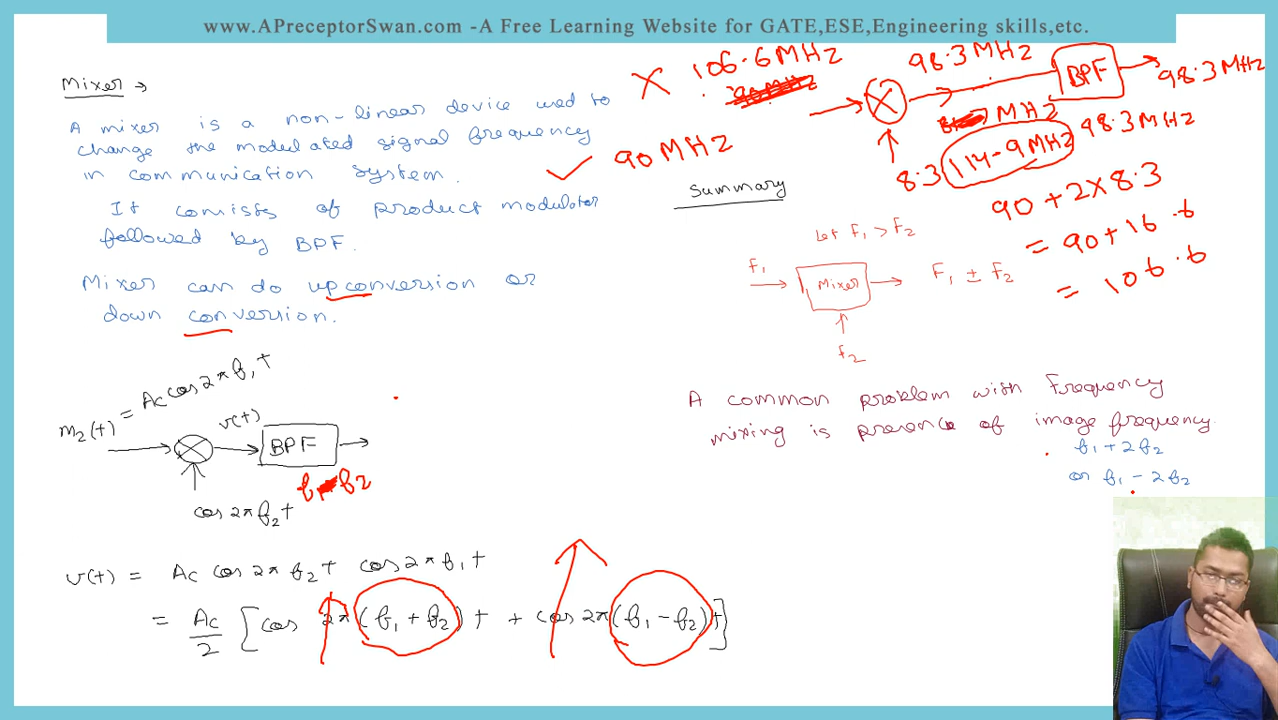 www.APreceptorSwan.com -A Free Learning Website for GATE,ESE,Engineering skills,etc.
Mixer →
A mixer is a non-linear device used to
change the modulated signal frequency
in communication system.
It consists of product modulator
followed by BPF.
Mixer can do upconversion or
down conversion.
m₂(t) = Ac cos 2π f₁ t
v(t)
BPF
f₂
cos 2π f₂ t
v(t) = Ac cos 2π f₂ t cos 2π f₁ t
= Ac/2 [cos 2π (f₁ + f₂) t + cos 2π (f₁ - f₂) t]
× 106.6 MHz
90 MHz
✓ 90 MHz
98.3 MHz
BPF
98.3 MHz
MHz
98.3 MHz
8.3
114.9 MHz
90 + 2 × 8.3
= 90 + 16.6
= 106.6
Summary
Let F₁ > F₂
F₁
Mixer
F₁ ± F₂
f₂
A common problem with Frequency
mixing is presence of image frequency.
f₁ + 2f₂
or f₁ - 2f₂